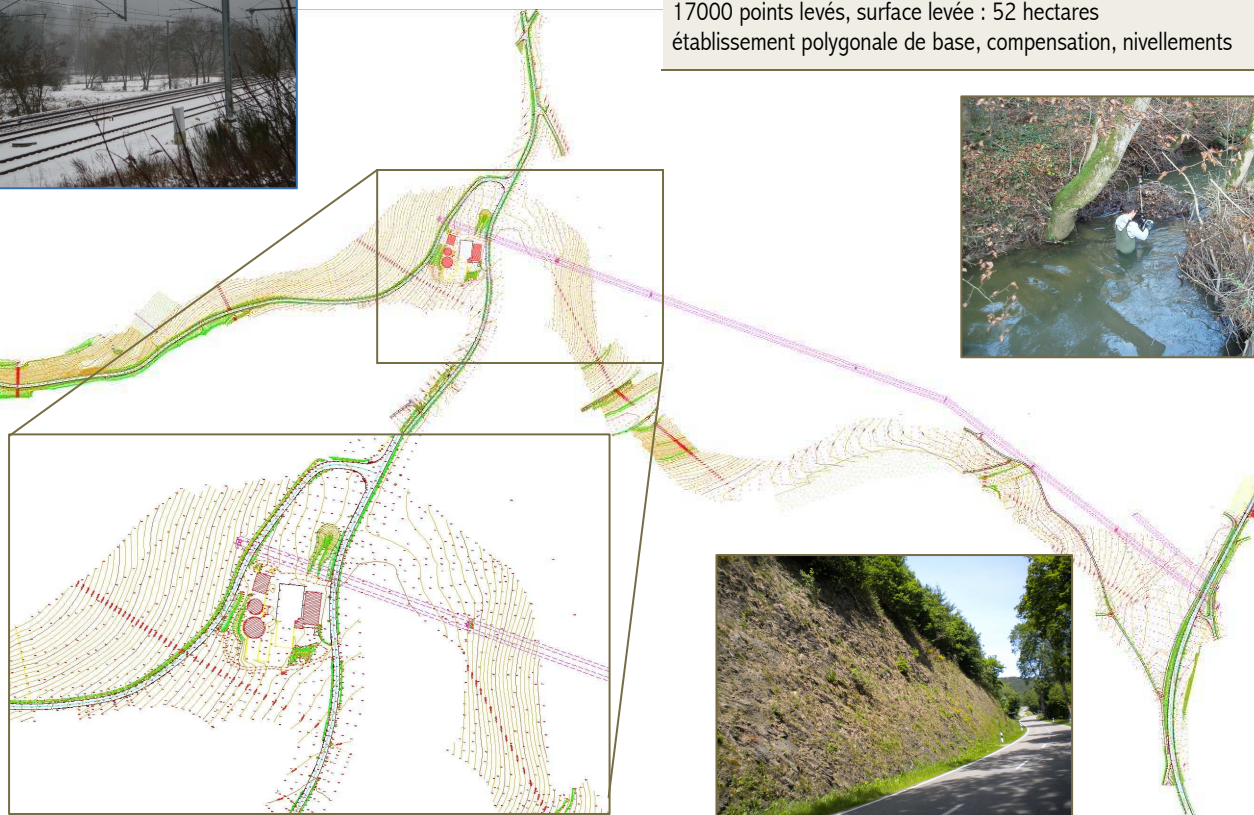 17000 points levés, surface levée : 52 hectares
établissement polygonale de base, compensation, nivellements